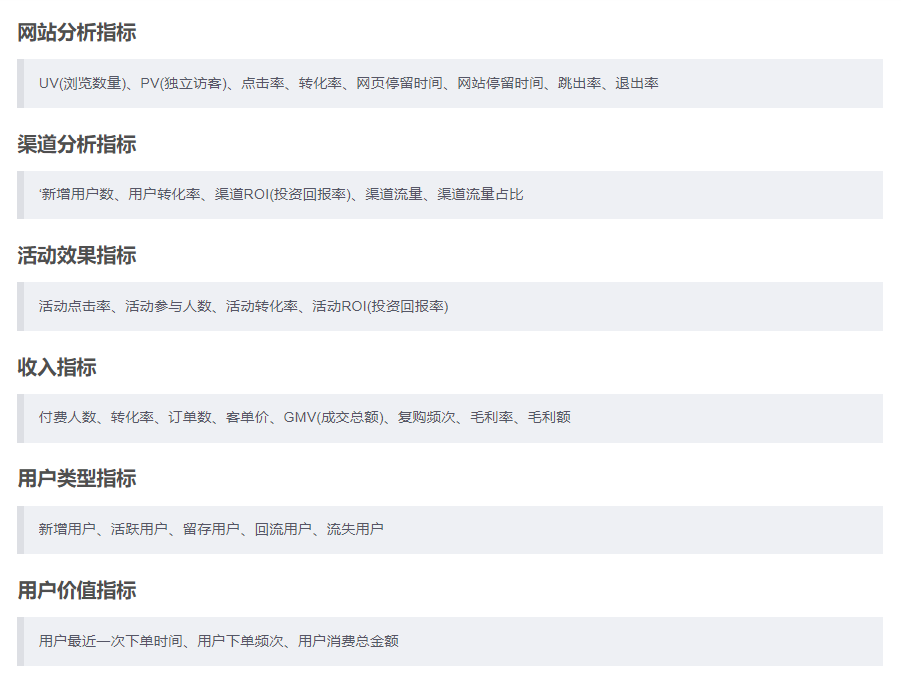 网站分析指标
UV(浏览数量)、PV(独立访客)、点击率、转化率、网页停留时间、网站停留时间、跳出率、退出率
渠道分析指标
‘新增用户数、用户转化率、渠道ROI(投资回报率)、渠道流量、渠道流量占比
活动效果指标
活动点击率、活动参与人数、活动转化率、活动ROI(投资回报率)
收入指标
付费人数、转化率、订单数、客单价、GMV(成交总额)、复购频次、毛利率、毛利额
用户类型指标
新增用户、活跃用户、留存用户、回流用户、流失用户
用户价值指标
用户最近一次下单时间、用户下单频次、用户消费总金额